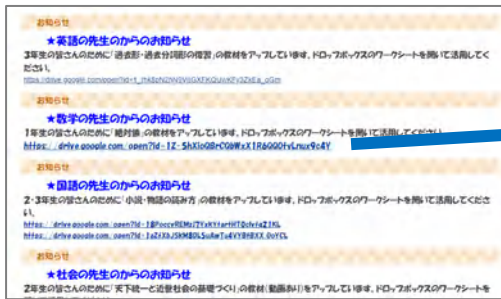 お知らせ
★英語の先生のからのお知らせ
3年生の皆さんのために「過去形・過去分詞形の復習」の教材をアップしています。ドロップボックスのワークシートを開いて活用してく
ださい。
お知らせ
★数学の先生のからのお知らせ
1年生の皆さんのために「絶対値」の教材をアップしています。ドロップボックスのワークシートを開いて活用してください
お知らせ
★国語の先生のからのお知らせ
2・3年生の皆さんのために「小説・物語の読み方」の教材をアップしています。ドロップボックスのワークシートを開いて活用してくださ
い。
お知らせ
★社会の先生のからのお知らせ
2年生の皆さんのために「天下統一と近世社会の基礎づくり」の教材(動画あり)をアップしています。ドロップボックスのワークシートを